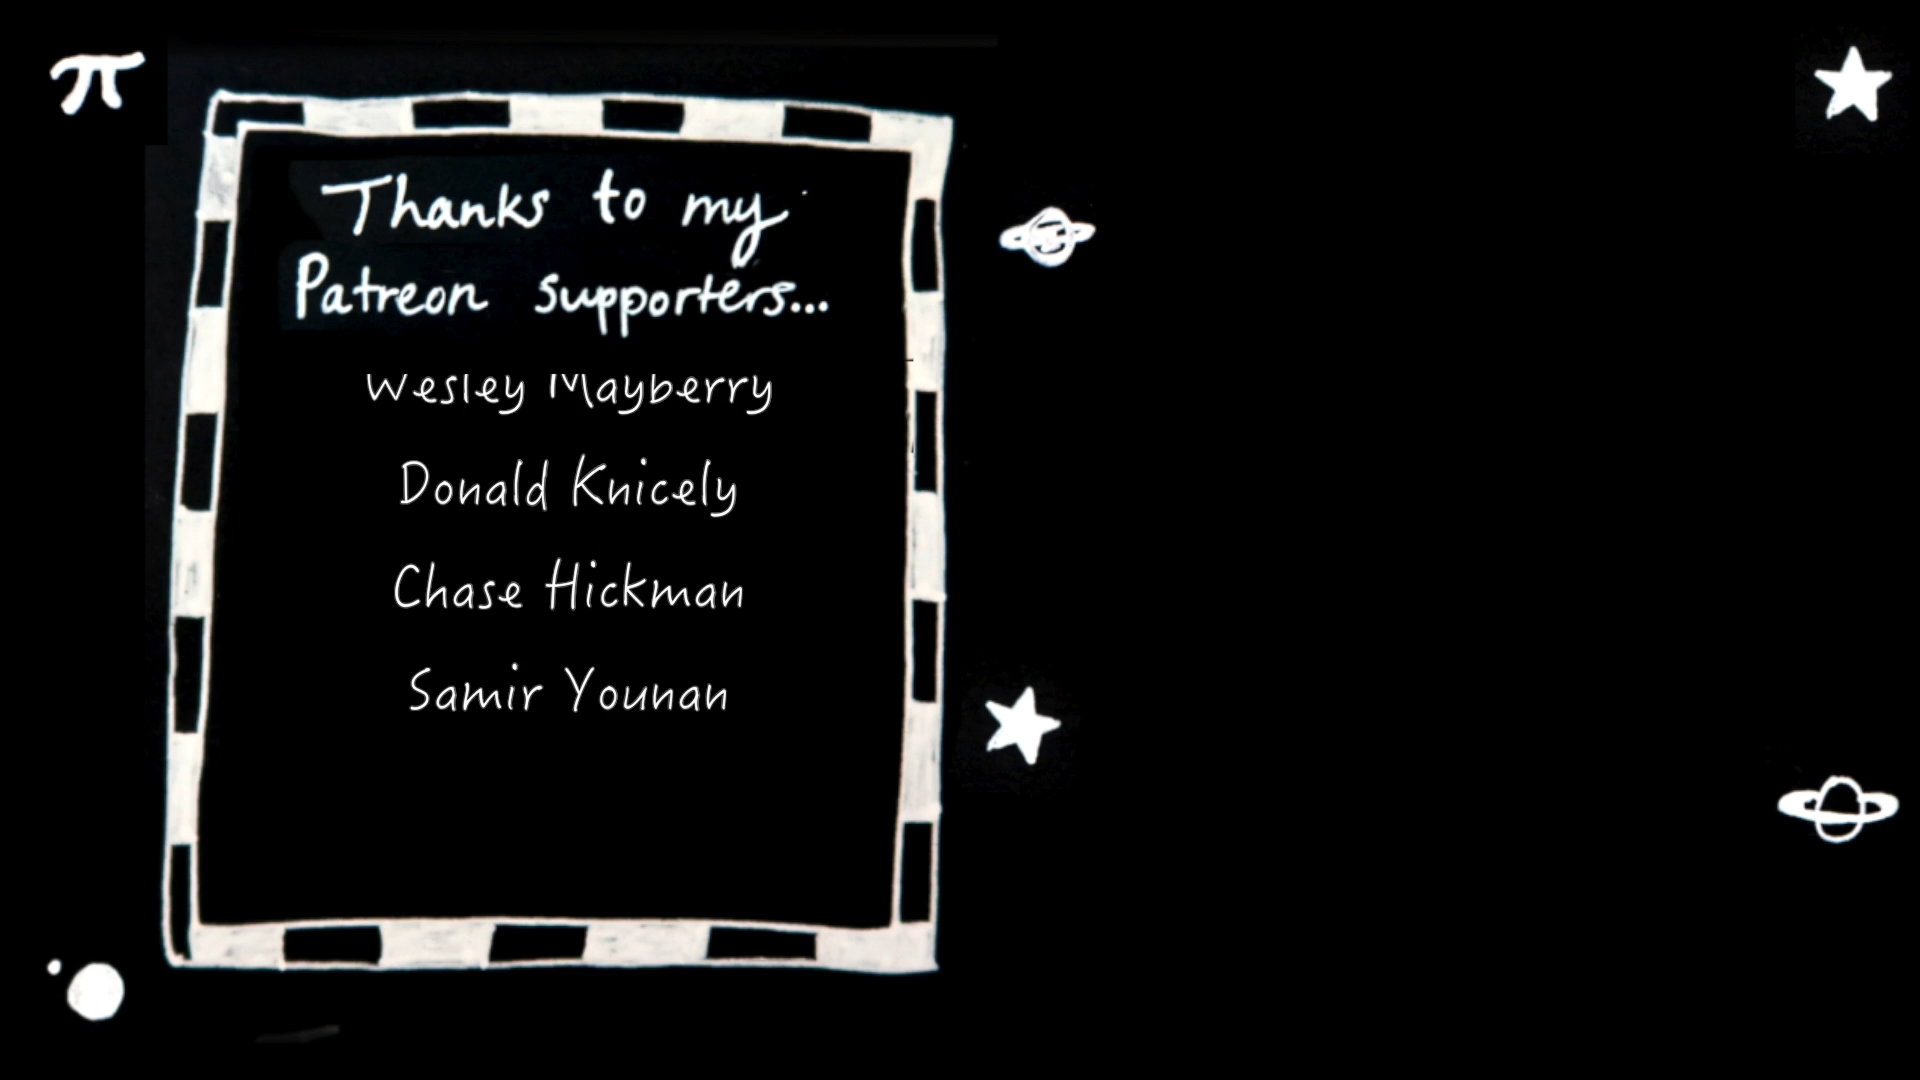 π
Thanks to my
Patreon supporters...
Wesley Mayberry
Donald Knicely
Chase Hickman
Samir Younan